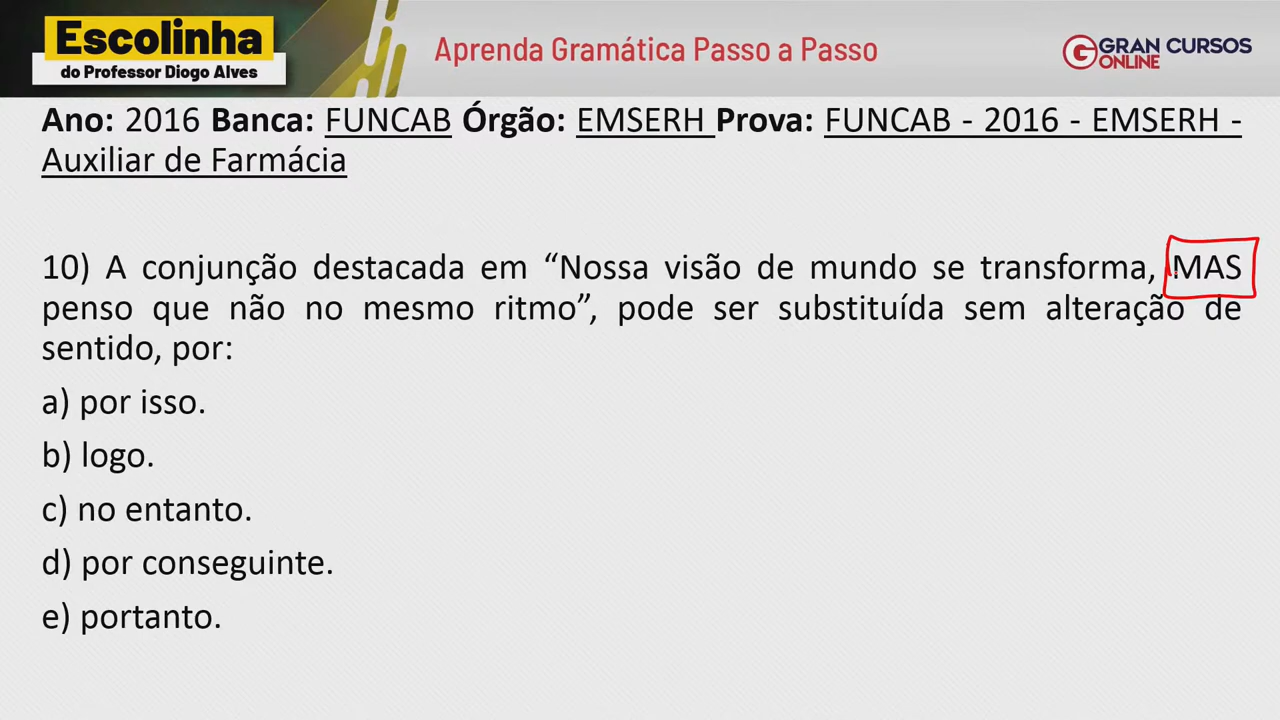 Escolinha
do Professor Diogo Alves
Aprenda Gramática Passo a Passo
GRAN CURSOS
ONLINE
Ano: 2016 Banca: FUNCAB Órgão: EMSERH Prova: FUNCAB - 2016 - EMSERH -
Auxiliar de Farmácia
10) A conjunção destacada em “Nossa visão de mundo se transforma, MAS
penso que não no mesmo ritmo”, pode ser substituída sem alteração de
sentido, por:
a) por isso.
b) logo.
c) no entanto.
d) por conseguinte.
e) portanto.